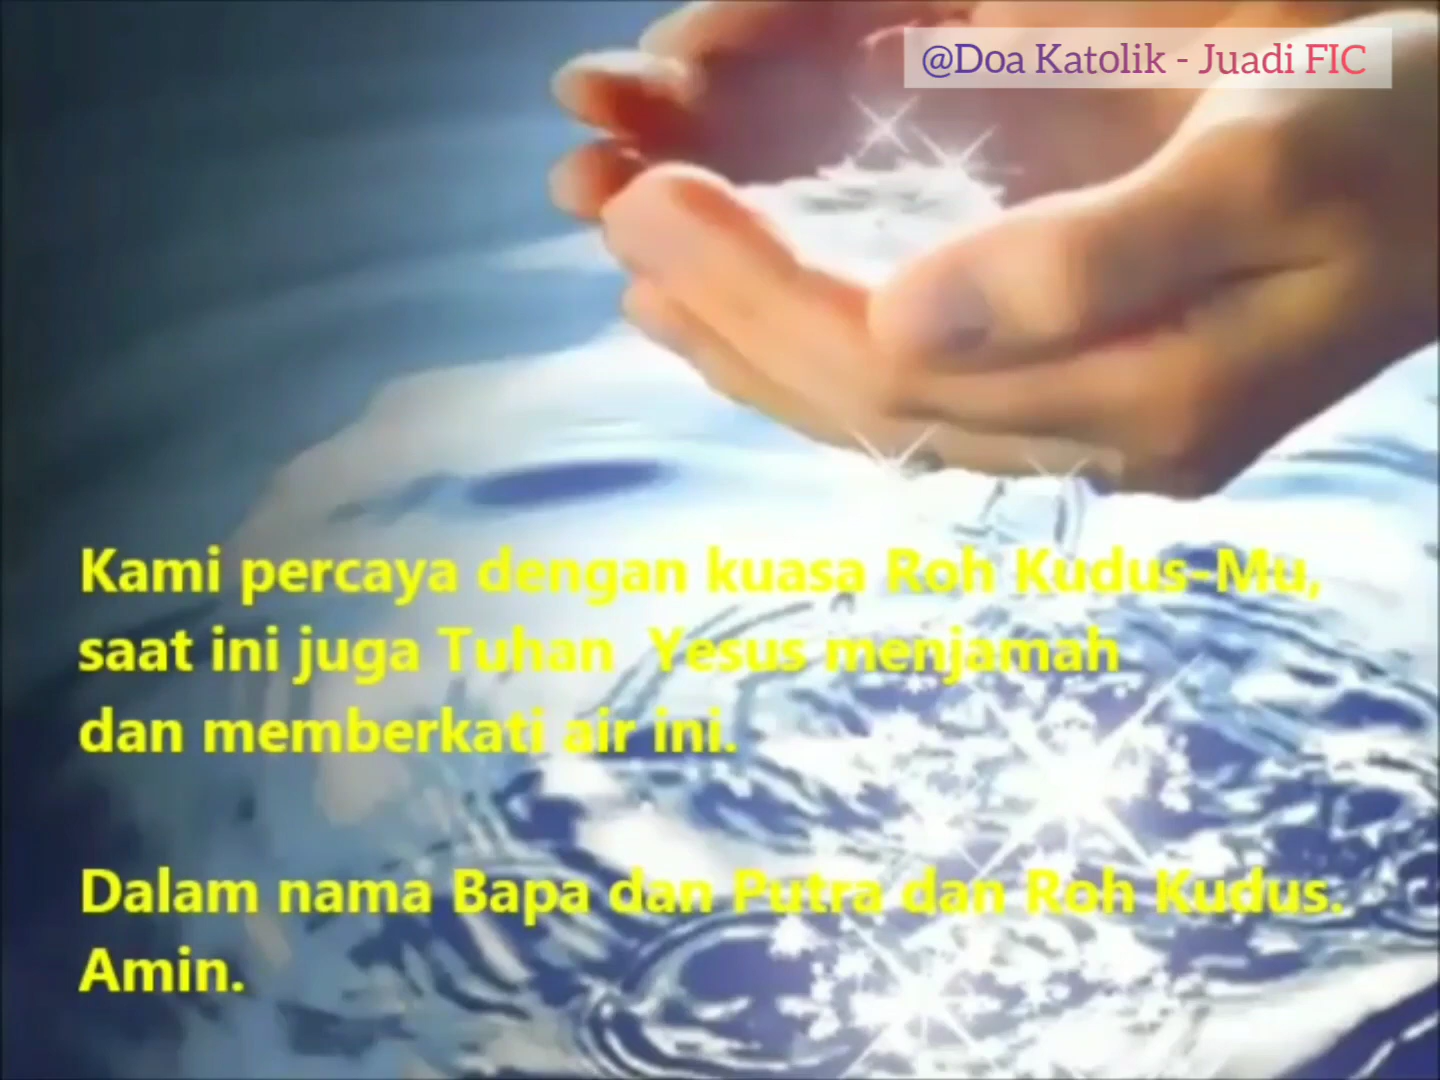 @Doa Katolik - Juadi FIC
Kami percaya dengan kuasa Roh Kudus-Mu,
saat ini juga Tuhan Yesus menjamah
dan memberkati air ini.
Dalam nama Bapa dan Putra dan Roh Kudus.
Amin.